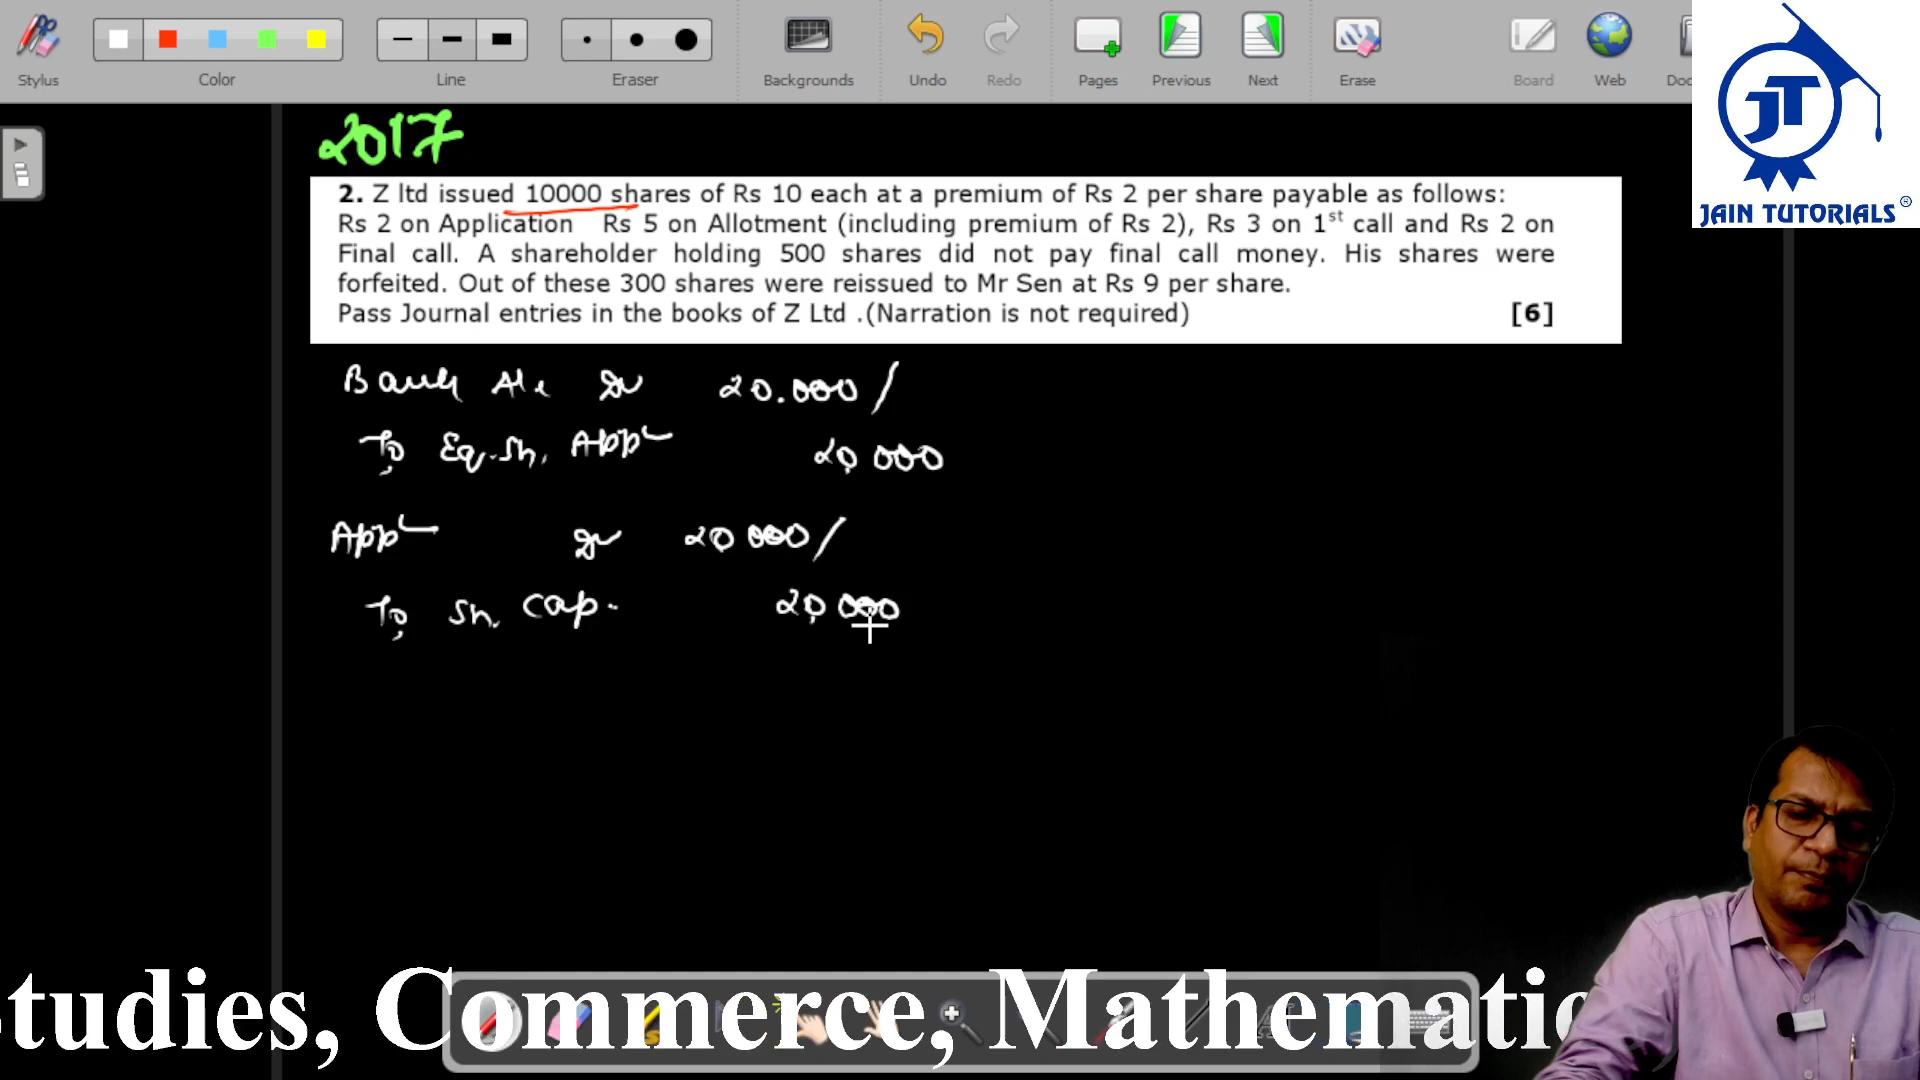 Stylus Color Line Eraser Backgrounds Undo Redo Pages Previous Next Erase Board Web
JT
JAIN TUTORIALS®
2017
2. Z ltd issued 10000 shares of Rs 10 each at a premium of Rs 2 per share payable as follows:
Rs 2 on Application Rs 5 on Allotment (including premium of Rs 2), Rs 3 on 1st call and Rs 2 on
Final call. A shareholder holding 500 shares did not pay final call money. His shares were
forfeited. Out of these 300 shares were reissued to Mr Sen at Rs 9 per share.
Pass Journal entries in the books of Z Ltd .(Narration is not required) [6]
Bank A/c Dr 20.000/
To Eq. Sh. Appl 20,000
Appl Dr 20000/
To Sh. Cap. 20,000
tudies, Commerce, Mathematic